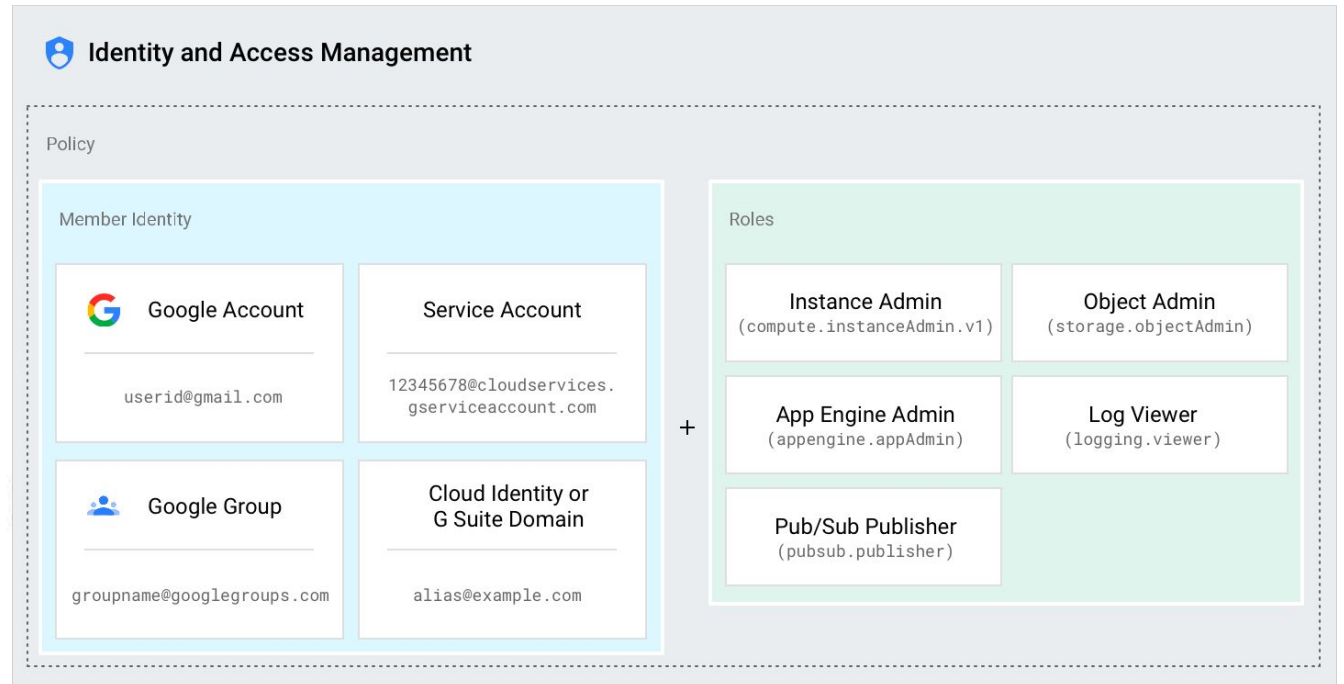 Identity and Access Management
Policy
Member Identity
Google Account
userid@gmail.com
Service Account
12345678@cloudservices.
gserviceaccount.com
Google Group
groupname@googlegroups.com
Cloud Identity or
G Suite Domain
alias@example.com
+
Roles
Instance Admin
(compute.instanceAdmin.v1)
Object Admin
(storage.objectAdmin)
App Engine Admin
(appengine.appAdmin)
Log Viewer
(logging.viewer)
Pub/Sub Publisher
(pubsub.publisher)